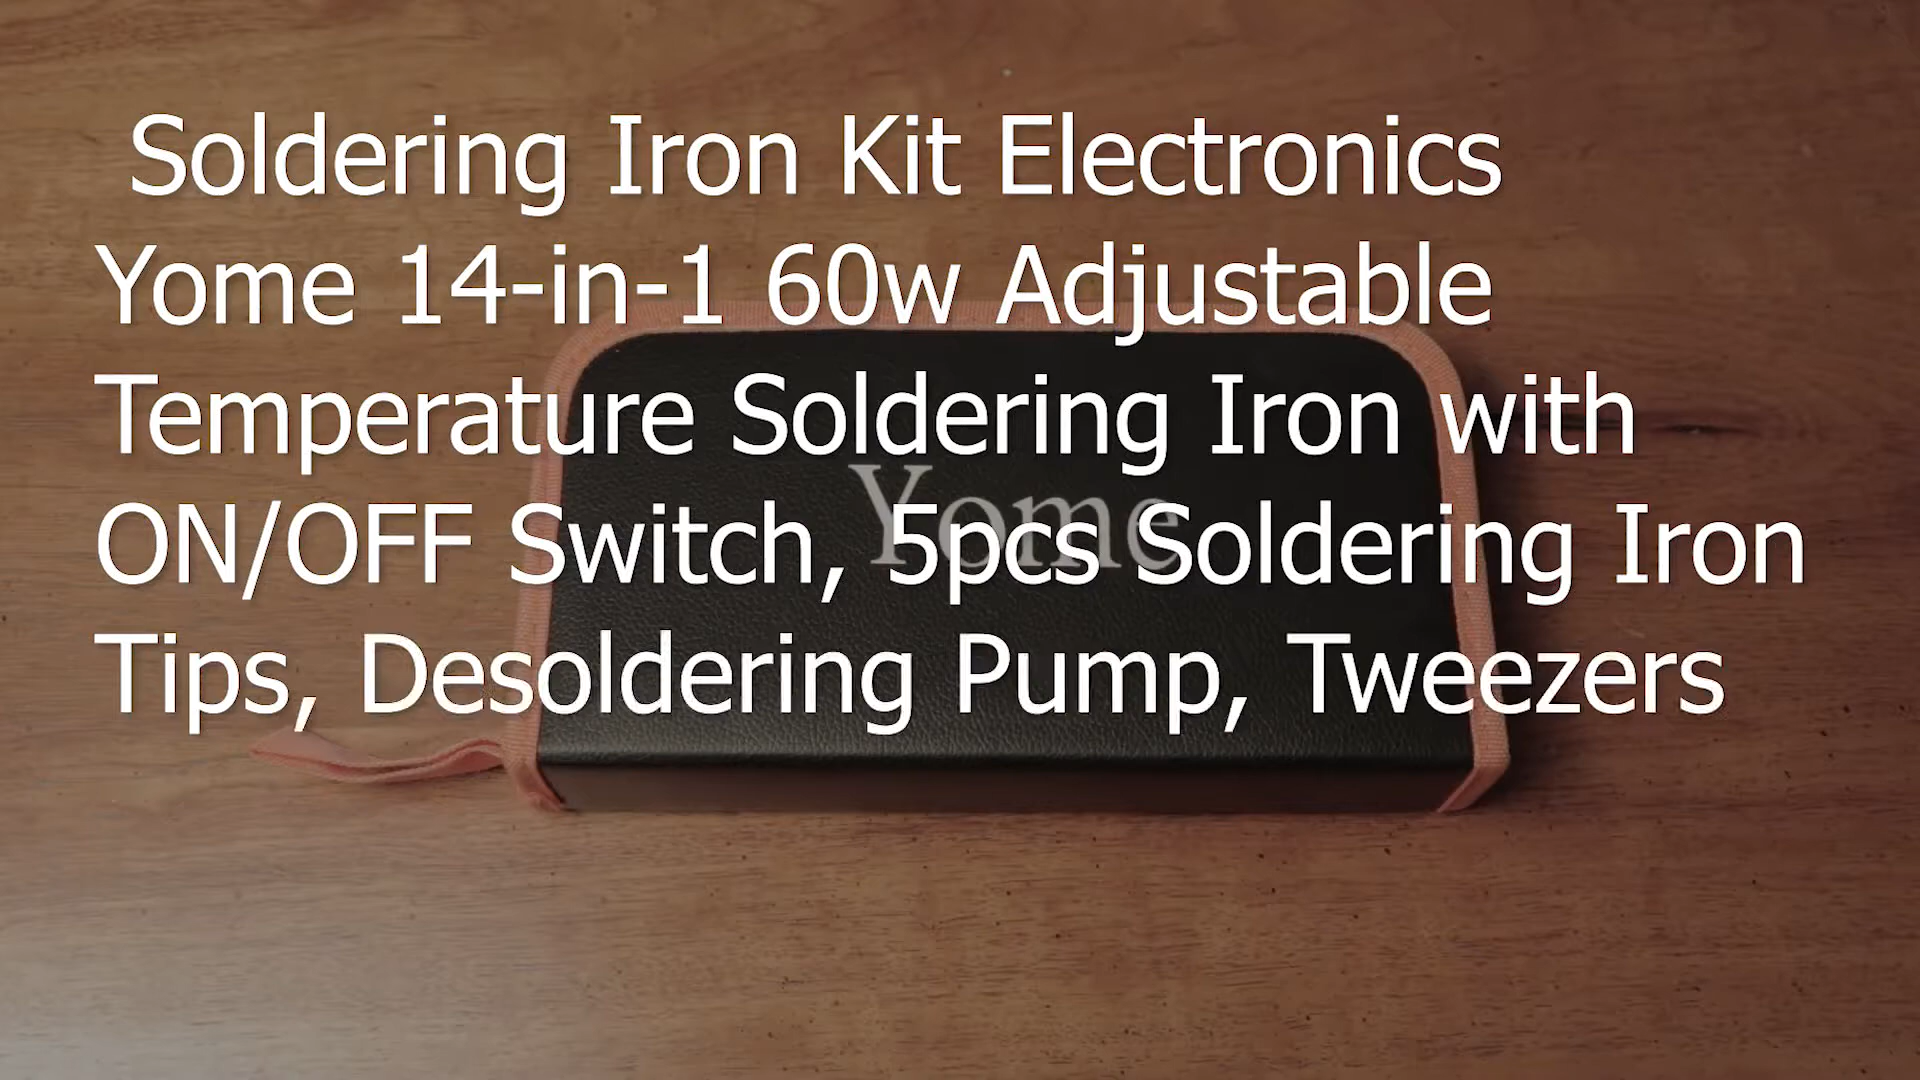 Soldering Iron Kit Electronics
Yome 14-in-1 60w Adjustable
Temperature Soldering Iron with
ON/OFF Switch, 5pcs Soldering Iron
Tips, Desoldering Pump, Tweezers
Yome